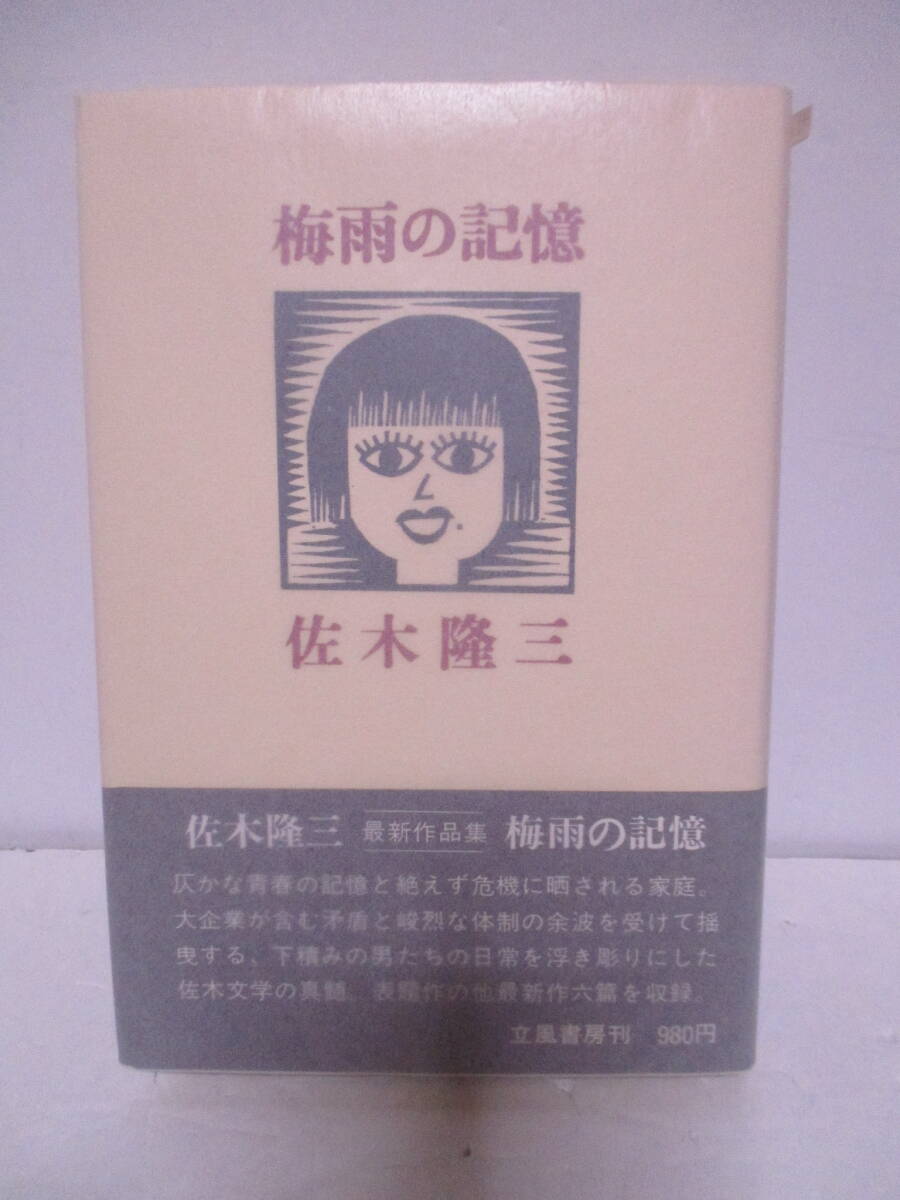 梅雨の記憶
佐木隆三
佐木隆三 最新作品集 梅雨の記憶
仄かな青春の記憶と絶えず危機に晒される家庭。
大企業が含む矛盾と峻烈な体制の余波を受けて揺
曳する、下積みの男たちの日常を浮き彫りにした
佐木文学の真髄。表題作の他最新作六篇を収録。
立風書房刊 980円